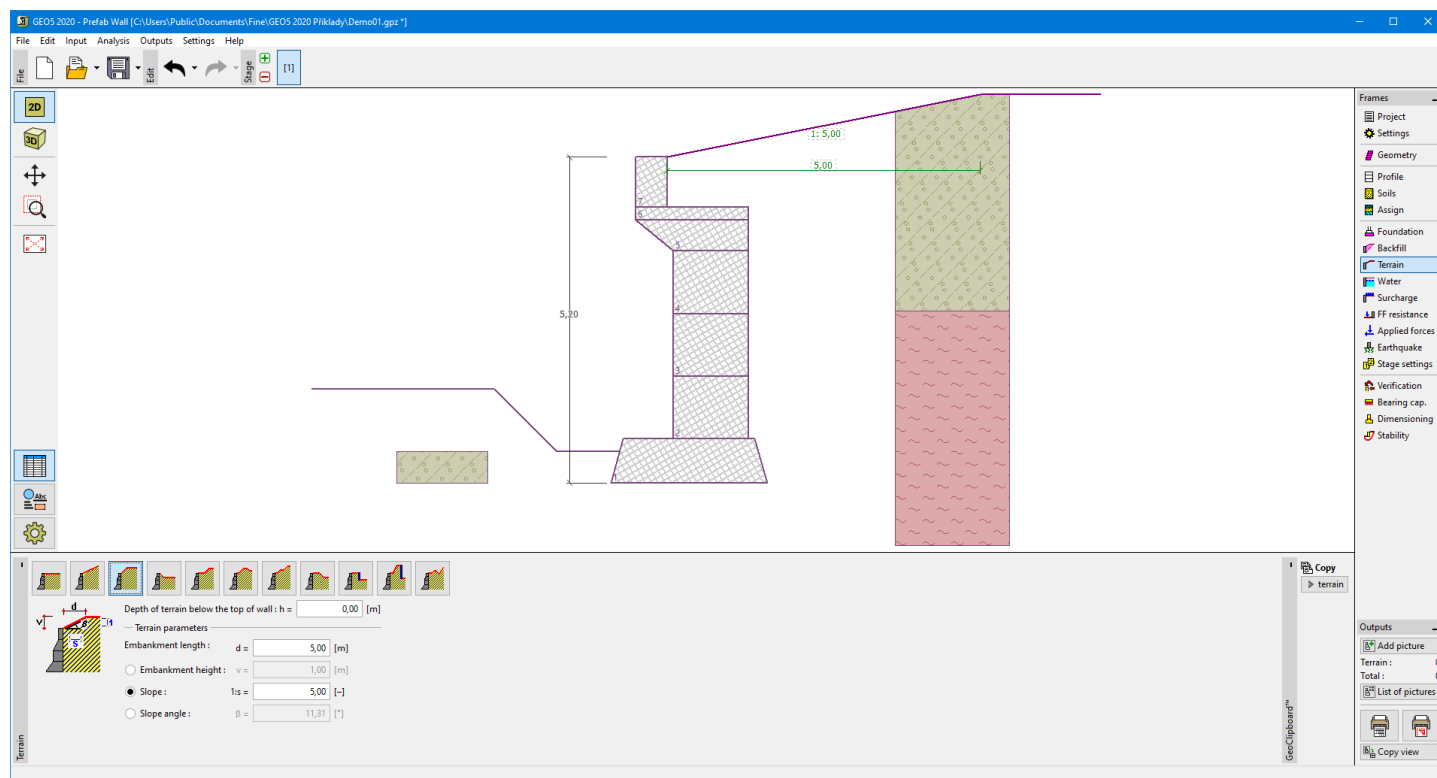 GEO5 2020 - Prefab Wall [C:\Users\Public\Documents\Fine\GEO5 2020 Příklady\Demo01.gpz *]
File Edit Input Analysis Outputs Settings Help
File
Edit
Stage
[1]
2D
3D
1: 5,00
5,00
5,20
7
6
5
4
3
2
1
Frames
Project
Settings
Geometry
Profile
Soils
Assign
Foundation
Backfill
Terrain
Water
Surcharge
FF resistance
Applied forces
Earthquake
Stage settings
Verification
Bearing cap.
Dimensioning
Stability
Abc
Terrain
d
v
β
1
s
Depth of terrain below the top of wall : h = 0,00 [m]
Terrain parameters
Embankment length : d = 5,00 [m]
Embankment height : v = 1,00 [m]
Slope : 1:s = 5,00 [–]
Slope angle : β = 11,31 [°]
GeoClipboard™
Copy
terrain
Outputs
Add picture
Terrain :
Total :
List of pictures
Copy view